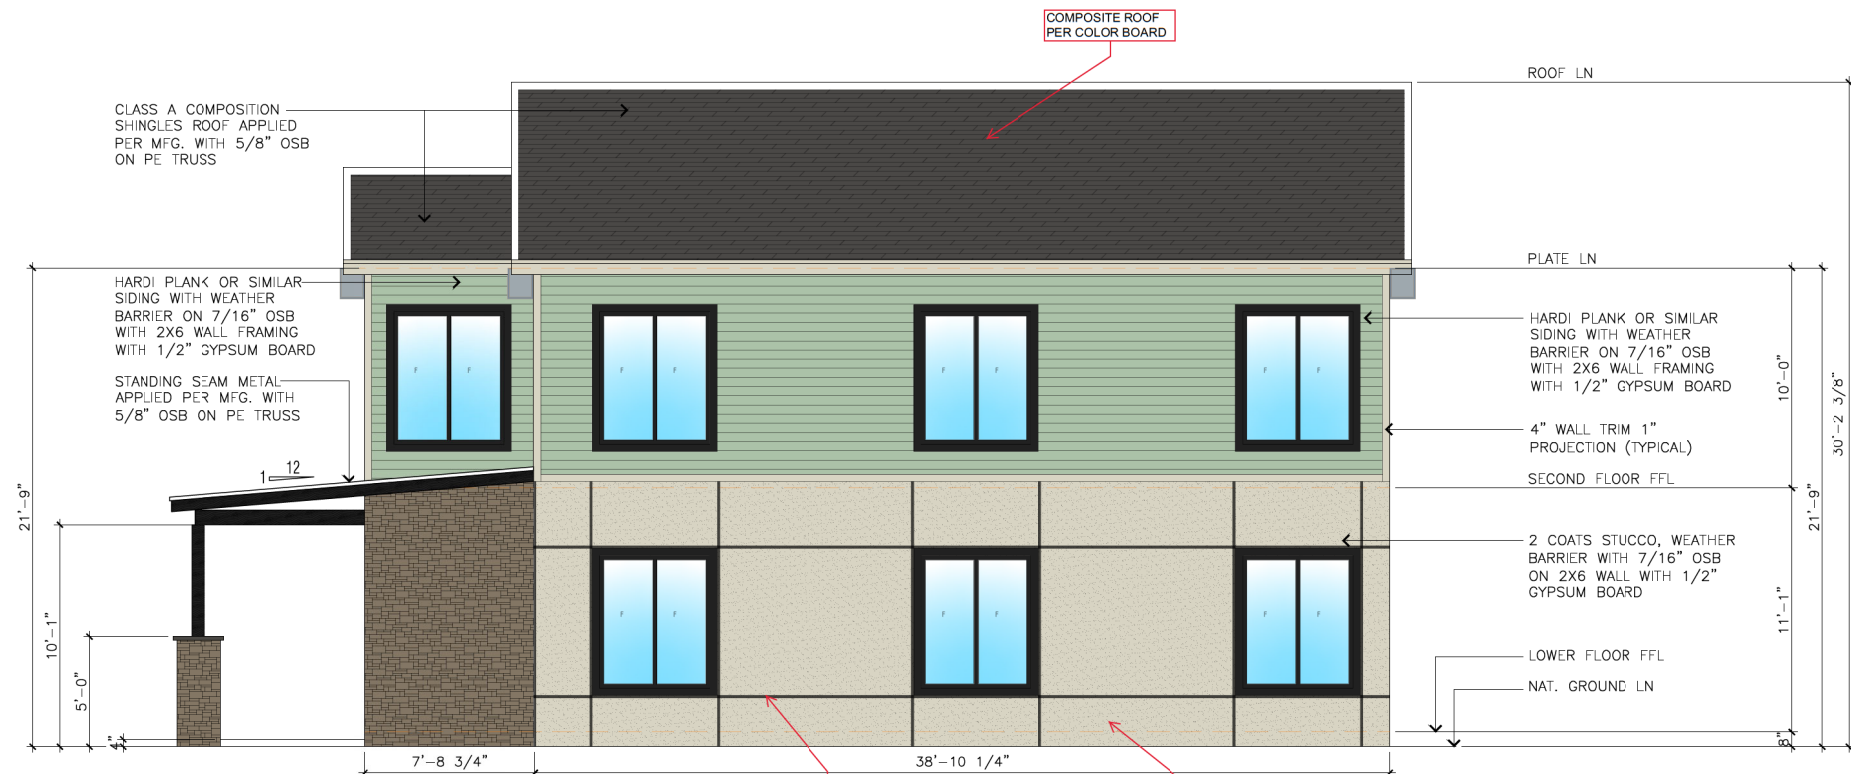 COMPOSITE ROOF
PER COLOR BOARD
ROOF LN
CLASS A COMPOSITION
SHINGLES ROOF APPLIED
PER MFG. WITH 5/8" OSB
ON PE TRUSS
PLATE LN
HARDI PLANK OR SIMILAR
SIDING WITH WEATHER
BARRIER ON 7/16" OSB
WITH 2X6 WALL FRAMING
WITH 1/2" GYPSUM BOARD
STANDING SEAM METAL
APPLIED PER MFG. WITH
5/8" OSB ON PE TRUSS
12
1
HARDI PLANK OR SIMILAR
SIDING WITH WEATHER
BARRIER ON 7/16" OSB
WITH 2X6 WALL FRAMING
WITH 1/2" GYPSUM BOARD
4" WALL TRIM 1"
PROJECTION (TYPICAL)
SECOND FLOOR FFL
2 COATS STUCCO, WEATHER
BARRIER WITH 7/16" OSB
ON 2X6 WALL WITH 1/2"
GYPSUM BOARD
LOWER FLOOR FFL
NAT. GROUND LN
F F
F F
F F
F F
F F
F F
F F
21'-9"
10'-1"
5'-0"
4"
10'-0"
11'-1"
8"
21'-9"
30'-2 3/8"
7'-8 3/4"
38'-10 1/4"